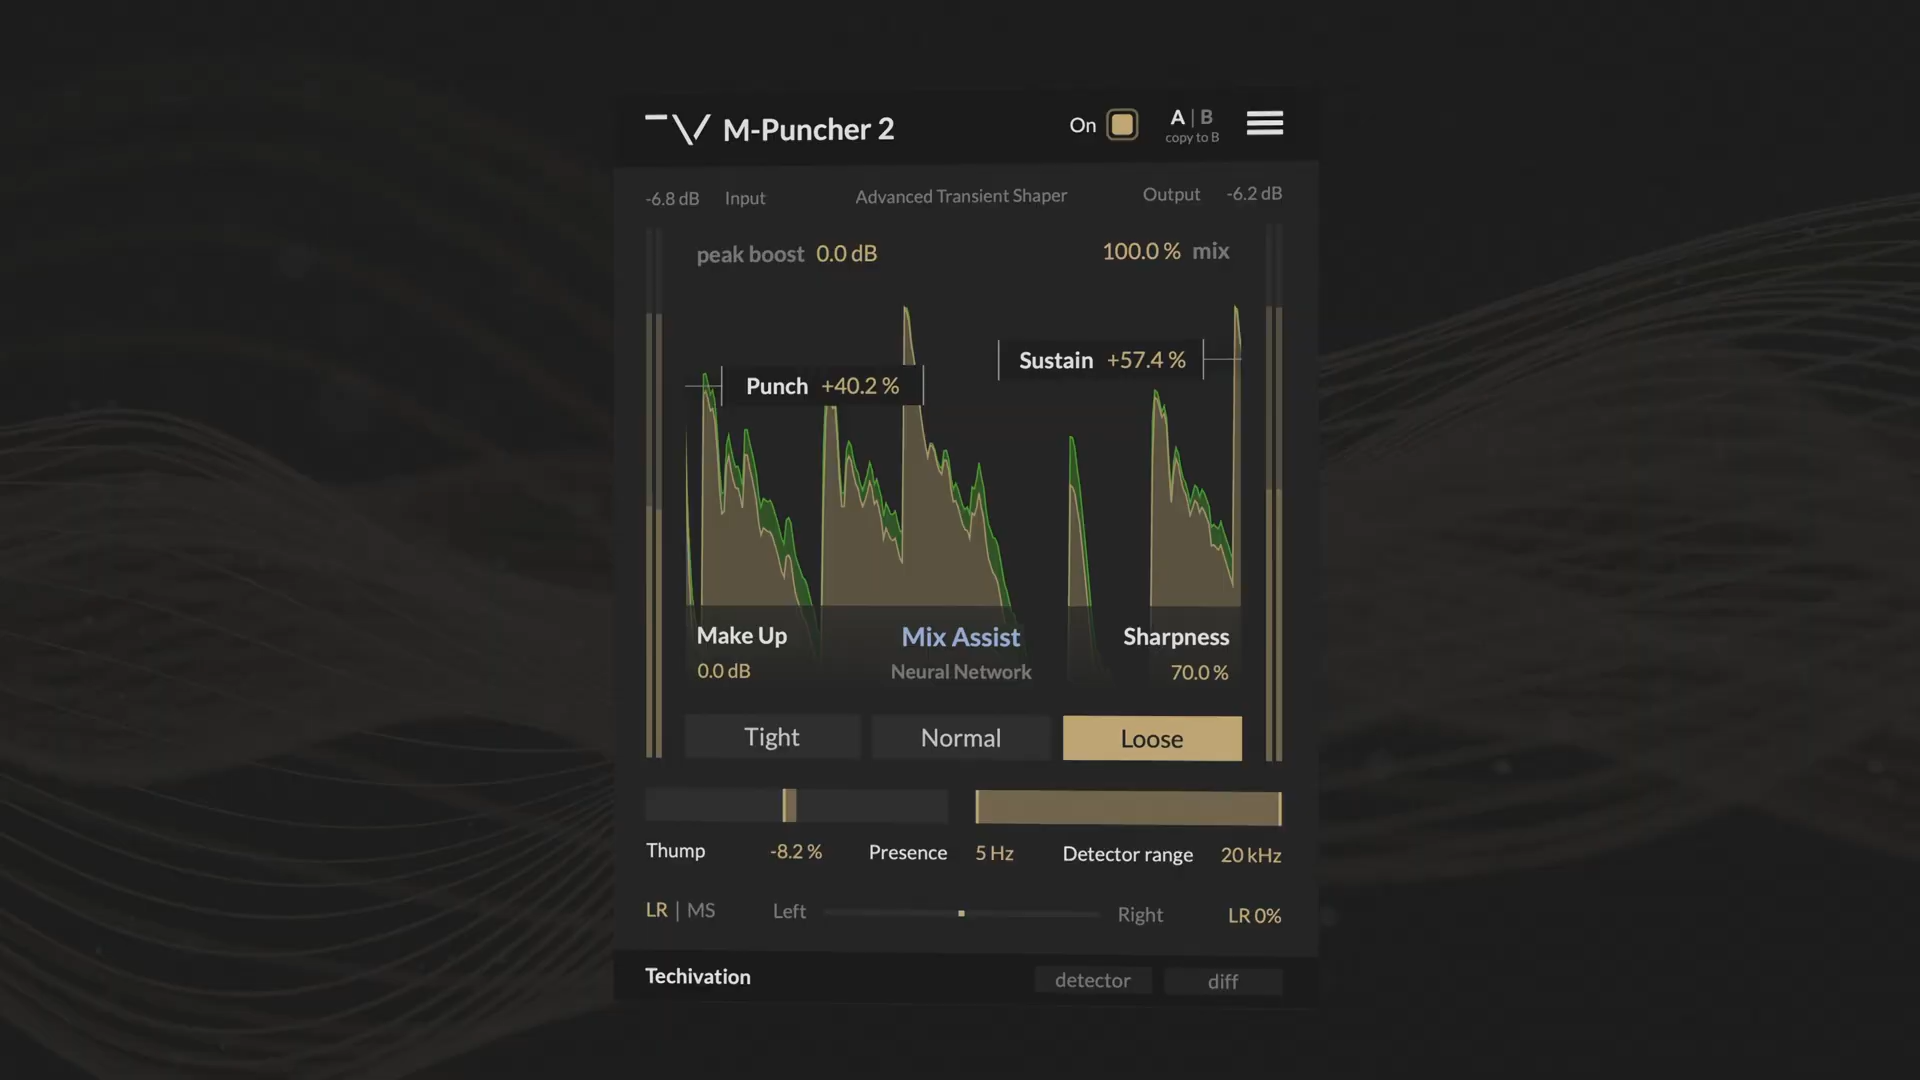 M-Puncher 2
On
A | B
copy to B
-6.8 dB Input
Advanced Transient Shaper
Output -6.2 dB
peak boost 0.0 dB
100.0 % mix
Punch +40.2 %
Sustain +57.4 %
Make Up
0.0 dB
Mix Assist
Neural Network
Sharpness
70.0 %
Tight
Normal
Loose
Thump -8.2 % Presence
5 Hz Detector range 20 kHz
LR | MS
Left
Right
LR 0%
Techivation
detector
diff